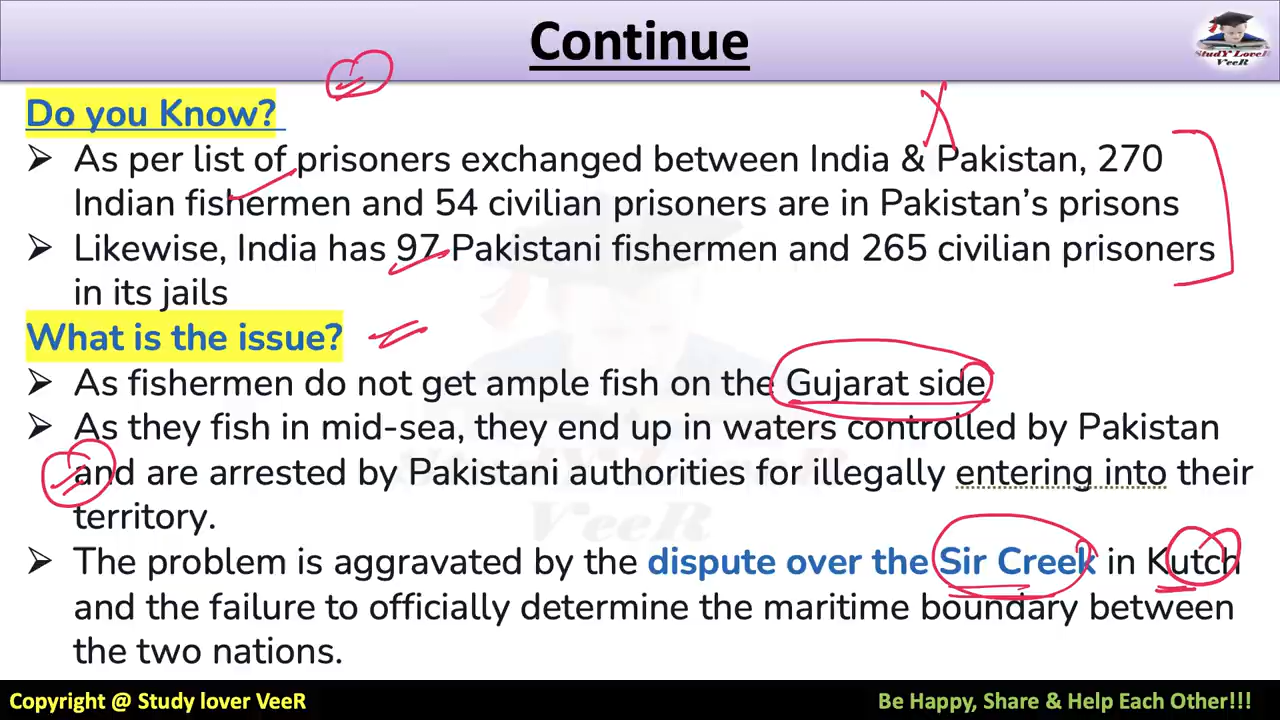 Continue
StudY LoveR
VeeR
Do you Know?
➤ As per list of prisoners exchanged between India & Pakistan, 270
Indian fishermen and 54 civilian prisoners are in Pakistan’s prisons
➤ Likewise, India has 97 Pakistani fishermen and 265 civilian prisoners
in its jails
What is the issue?
➤ As fishermen do not get ample fish on the Gujarat side
➤ As they fish in mid-sea, they end up in waters controlled by Pakistan
and are arrested by Pakistani authorities for illegally entering into their
territory.
➤ The problem is aggravated by the dispute over the Sir Creek in Kutch
and the failure to officially determine the maritime boundary between
the two nations.
StudY LoveR
VeeR
Copyright @ Study lover VeeR
Be Happy, Share & Help Each Other!!!